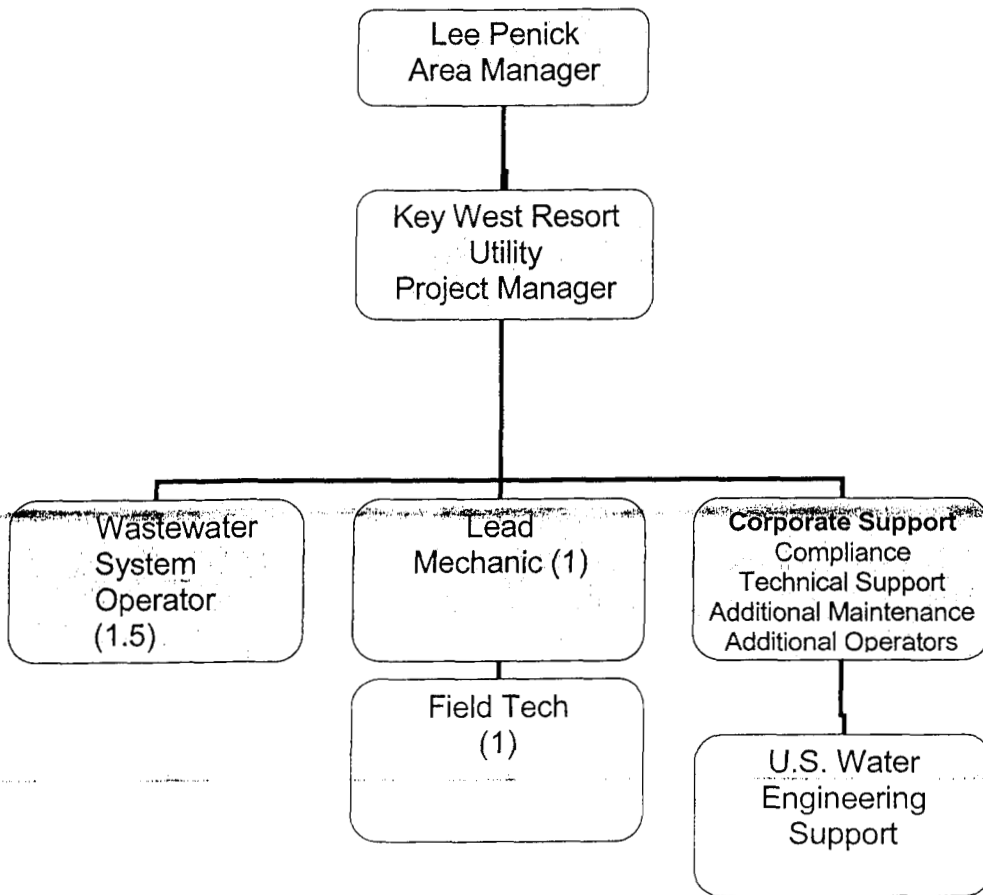 Lee Penick
Area Manager
Key West Resort
Utility
Project Manager
Wastewater
System
Operator
(1.5)
Lead
Mechanic (1)
Corporate Support
Compliance
Technical Support
Additional Maintenance
Additional Operators
Field Tech
(1)
U.S. Water
Engineering
Support